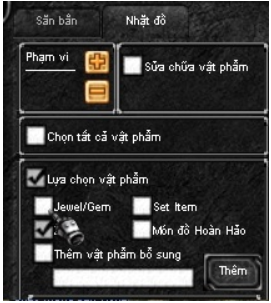 Săn bắn Nhặt đồ
Phạm vi
Sữa chữa vật phẩm
Chọn tất cả vật phẩm
Lựa chọn vật phẩm
Jewel/Gem Set Item
Món đồ Hoàn Hảo
Thêm vật phẩm bổ sung
Thêm